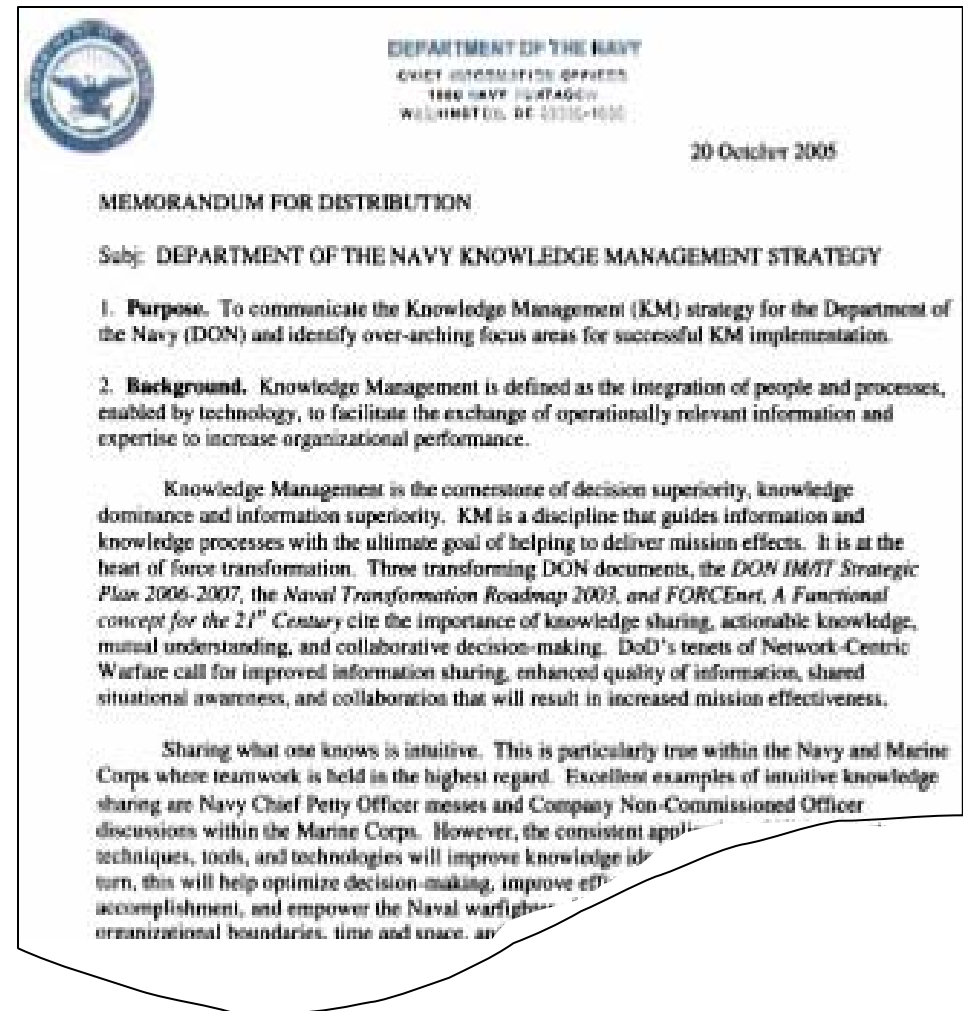 DEPARTMENT OF THE NAVY
CHIEF INFORMATION OFFICER
1000 NAVY PENTAGON
WASHINGTON, DC
20 October 2005
MEMORANDUM FOR DISTRIBUTION
Subj: DEPARTMENT OF THE NAVY KNOWLEDGE MANAGEMENT STRATEGY
1. Purpose. To communicate the Knowledge Management (KM) strategy for the Department of
the Navy (DON) and identify over-arching focus areas for successful KM implementation.
2. Background. Knowledge Management is defined as the integration of people and processes,
enabled by technology, to facilitate the exchange of operationally relevant information and
expertise to increase organizational performance.
Knowledge Management is the cornerstone of decision superiority, knowledge
dominance and information superiority. KM is a discipline that guides information and
knowledge processes with the ultimate goal of helping to deliver mission effects. It is at the
heart of force transformation. Three transforming DON documents, the DON IM/IT Strategic
Plan 2006-2007, the Naval Transformation Roadmap 2003, and FORCEnet, A Functional
concept for the 21st Century cite the importance of knowledge sharing, actionable knowledge,
mutual understanding, and collaborative decision-making. DoD's tenets of Network-Centric
Warfare call for improved information sharing, enhanced quality of information, shared
situational awareness, and collaboration that will result in increased mission effectiveness.
Sharing what one knows is intuitive. This is particularly true within the Navy and Marine
Corps where teamwork is held in the highest regard. Excellent examples of intuitive knowledge
sharing are Navy Chief Petty Officer messes and Company Non-Commissioned Officer
discussions within the Marine Corps. However, the consistent
techniques, tools, and technologies will improve knowledge
turn, this will help optimize decision-making, improve
accomplishment, and empower the Naval
organizational boundaries, time and space,